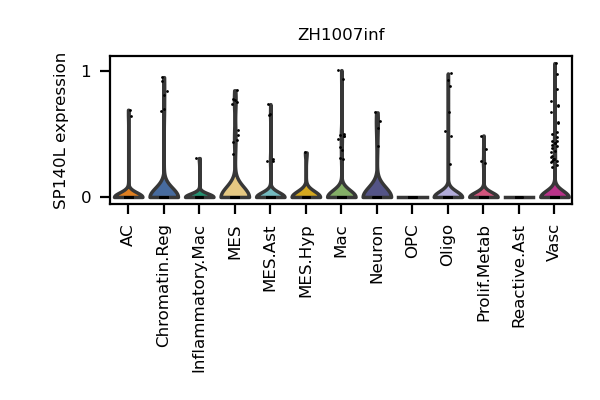 ZH1007inf
SP140L expression
1
0
AC
Chromatin.Reg
Inflammatory.Mac
MES
MES.Ast
MES.Hyp
Mac
Neuron
OPC
Oligo
Prolif.Metab
Reactive.Ast
Vasc